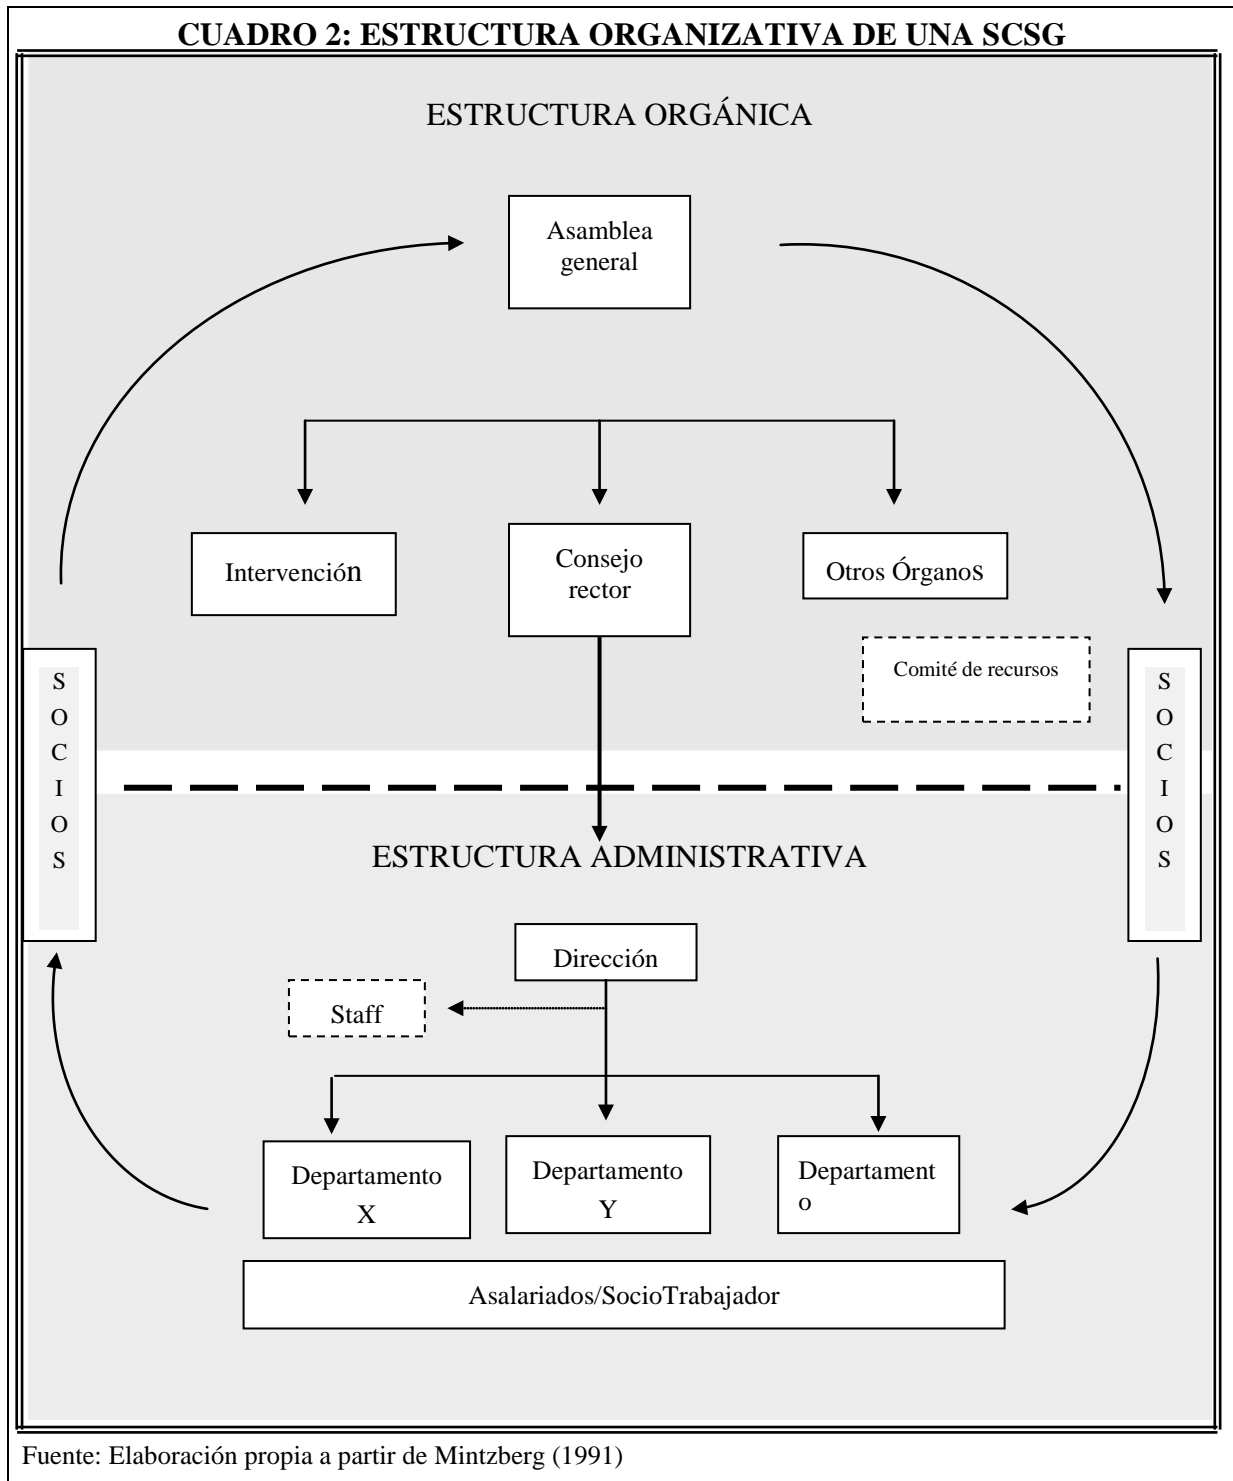 CUADRO 2: ESTRUCTURA ORGANIZATIVA DE UNA SCSG
ESTRUCTURA ORGÁNICA
Asamblea
general
Intervención
Consejo
rector
Otros Órganos
Comité de recursos
S
O
C
I
O
S
S
O
C
I
O
S
ESTRUCTURA ADMINISTRATIVA
Dirección
Staff
Departamento
X
Departamento
Y
Departament
o
Asalariados/SocioTrabajador
Fuente: Elaboración propia a partir de Mintzberg (1991)